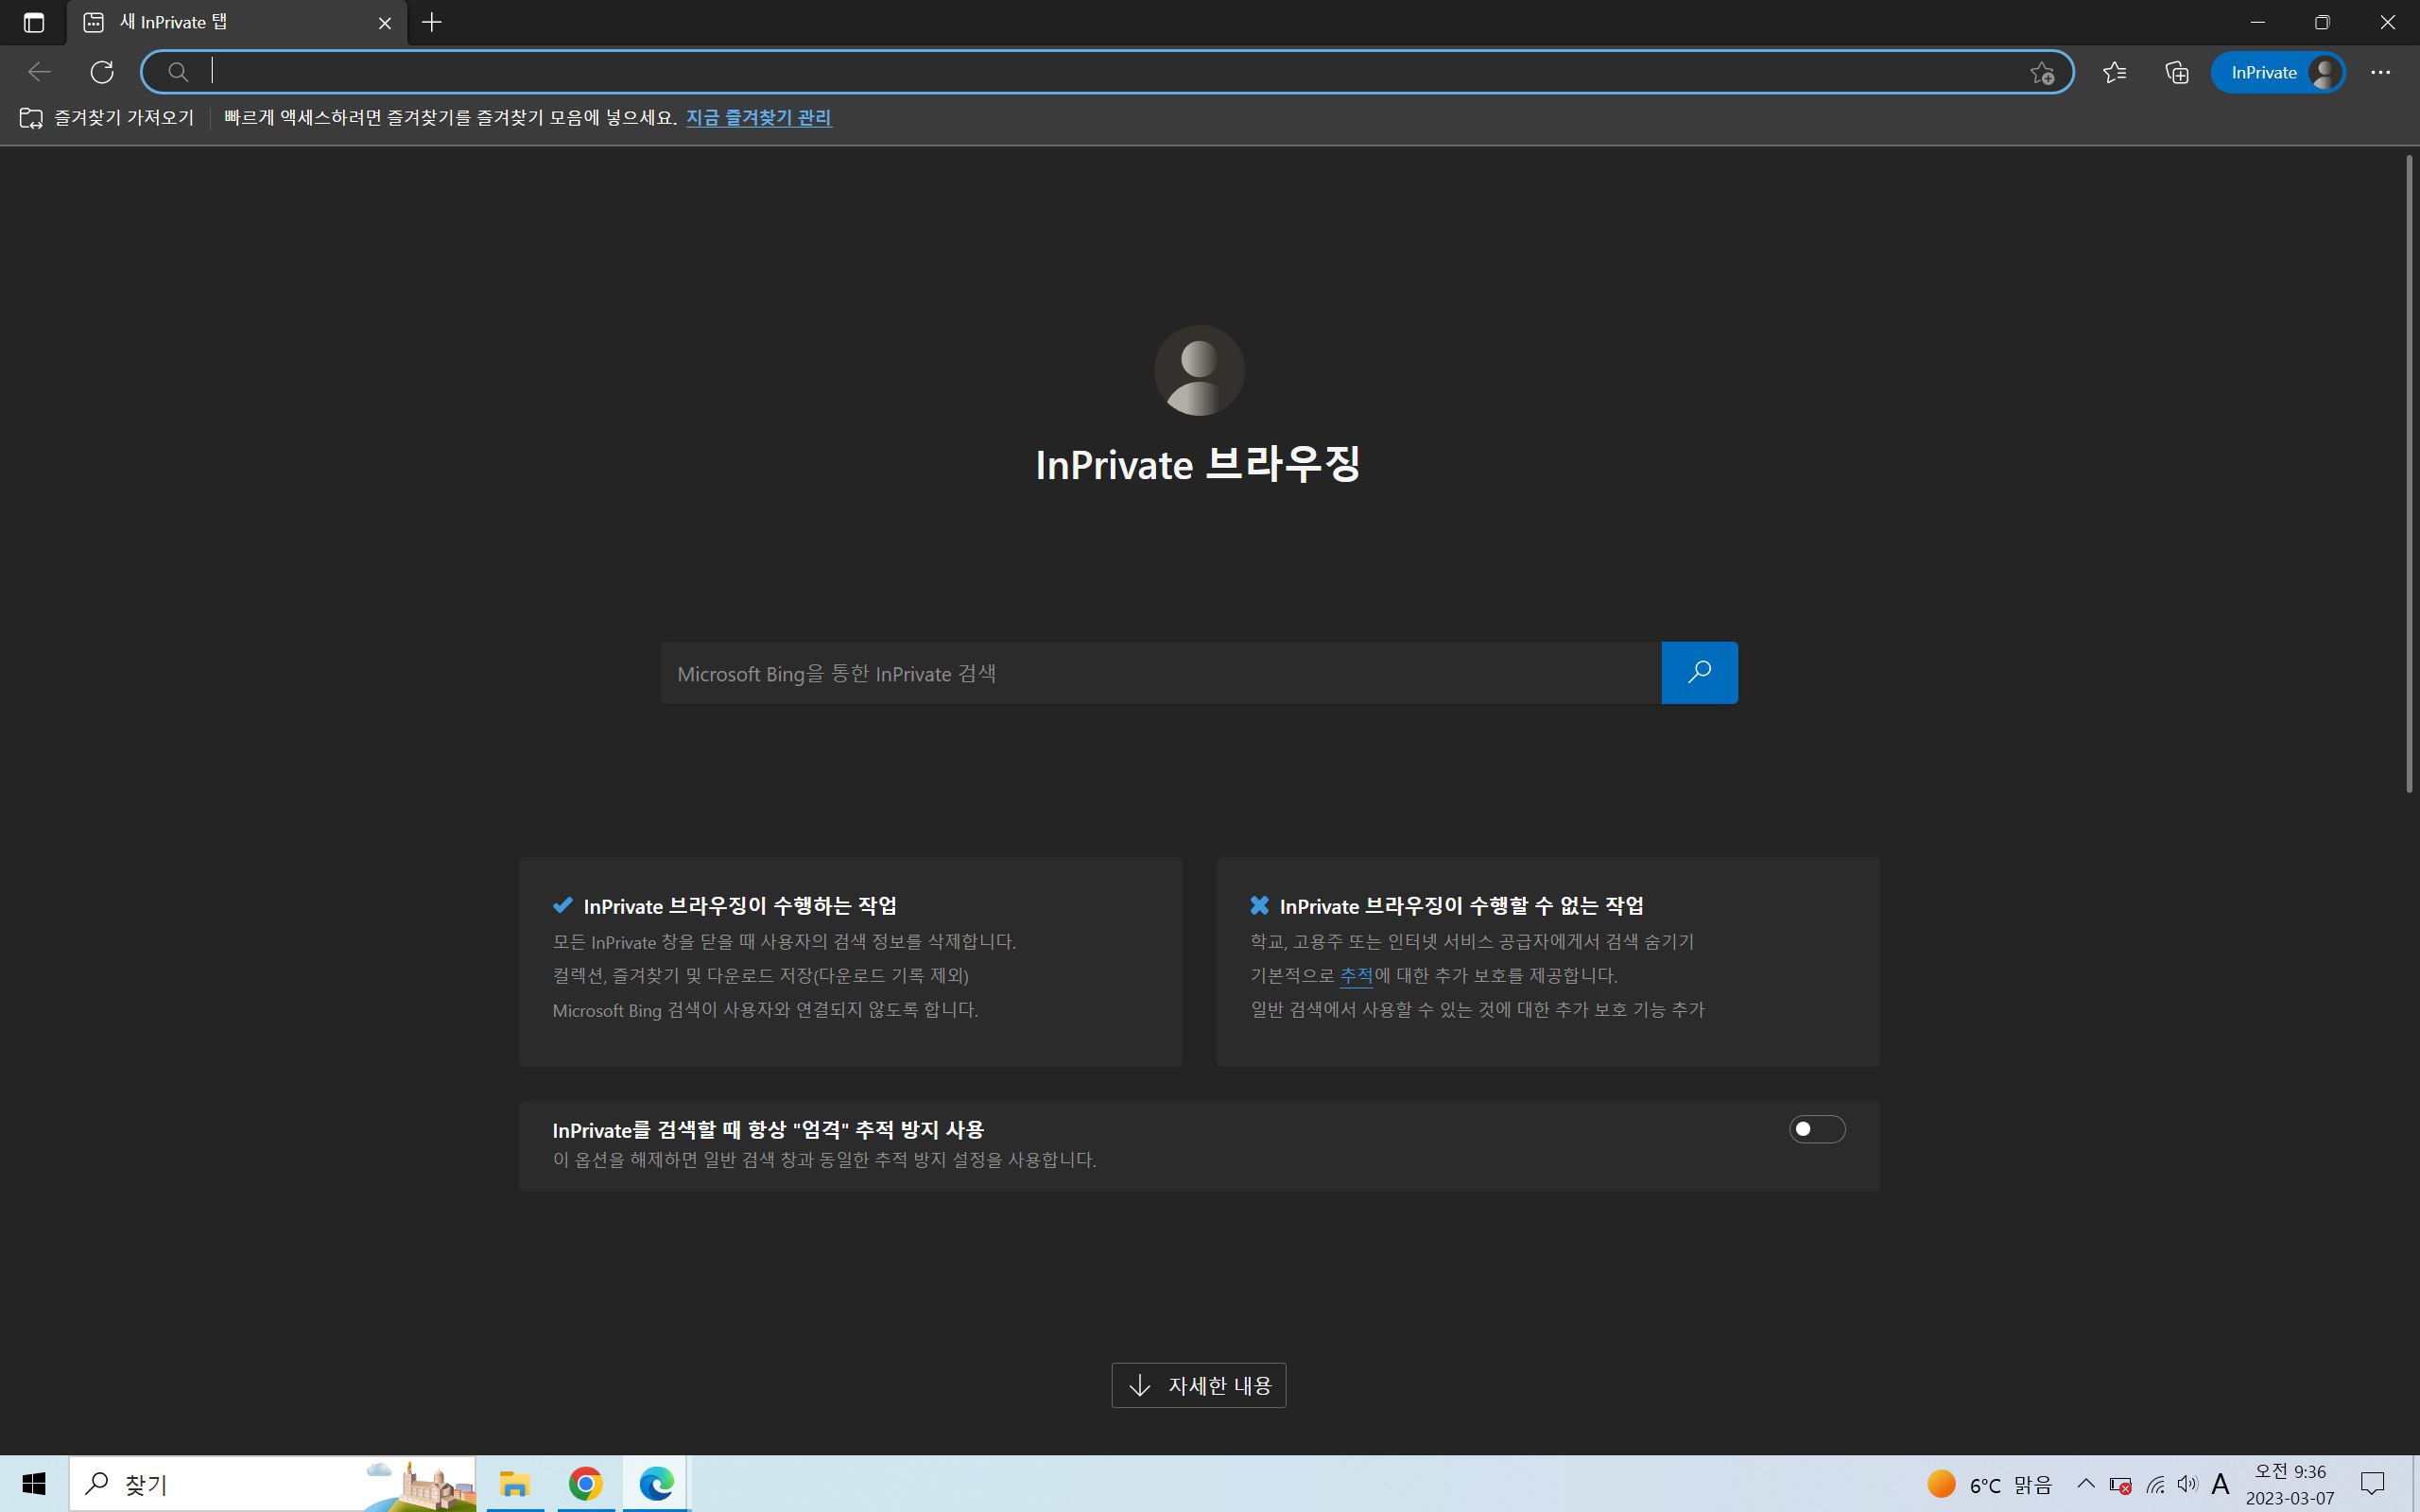 새 InPrivate 탭
InPrivate
즐겨찾기 가져오기
빠르게 액세스하려면 즐겨찾기를 즐겨찾기 모음에 넣으세요. 지금 즐겨찾기 관리
InPrivate 브라우징
Microsoft Bing을 통한 InPrivate 검색
InPrivate 브라우징이 수행하는 작업
모든 InPrivate 창을 닫을 때 사용자의 검색 정보를 삭제합니다.
컬렉션, 즐겨찾기 및 다운로드 저장(다운로드 기록 제외)
Microsoft Bing 검색이 사용자와 연결되지 않도록 합니다.
InPrivate 브라우징이 수행할 수 없는 작업
학교, 고용주 또는 인터넷 서비스 공급자에게서 검색 숨기기
기본적으로 추적에 대한 추가 보호를 제공합니다.
일반 검색에서 사용할 수 있는 것에 대한 추가 보호 기능 추가
InPrivate를 검색할 때 항상 "엄격" 추적 방지 사용
이 옵션을 해제하면 일반 검색 창과 동일한 추적 방지 설정을 사용합니다.
자세한 내용
찾기
6°C 맑음
A
오전 9:36
2023-03-07